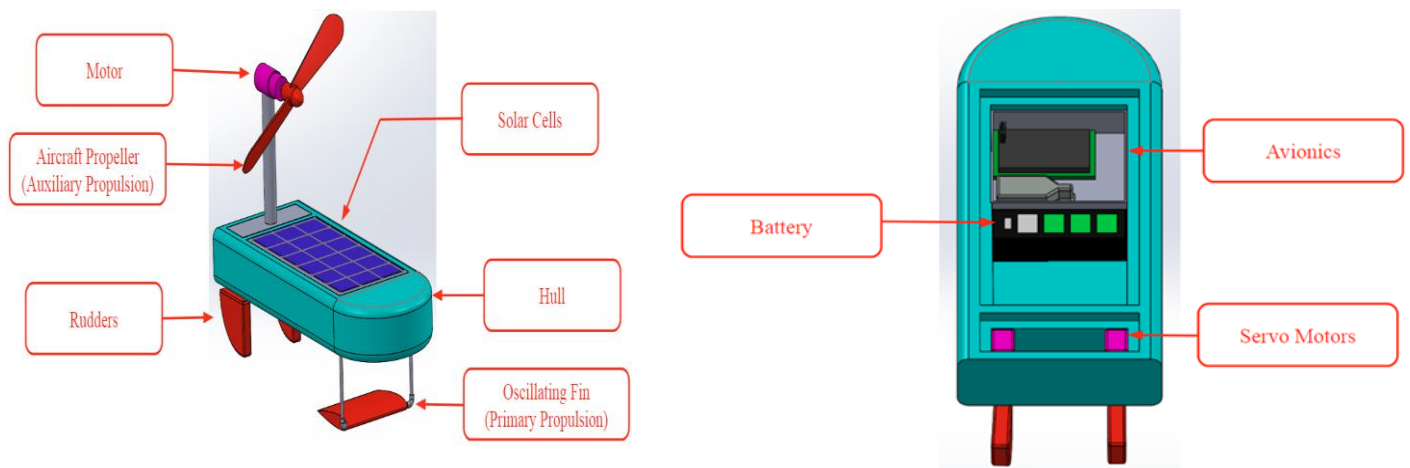 Motor
Solar Cells
Aircraft Propeller
(Auxiliary Propulsion)
Hull
Rudders
Oscillating Fin
(Primary Propulsion)
Avionics
Battery
Servo Motors